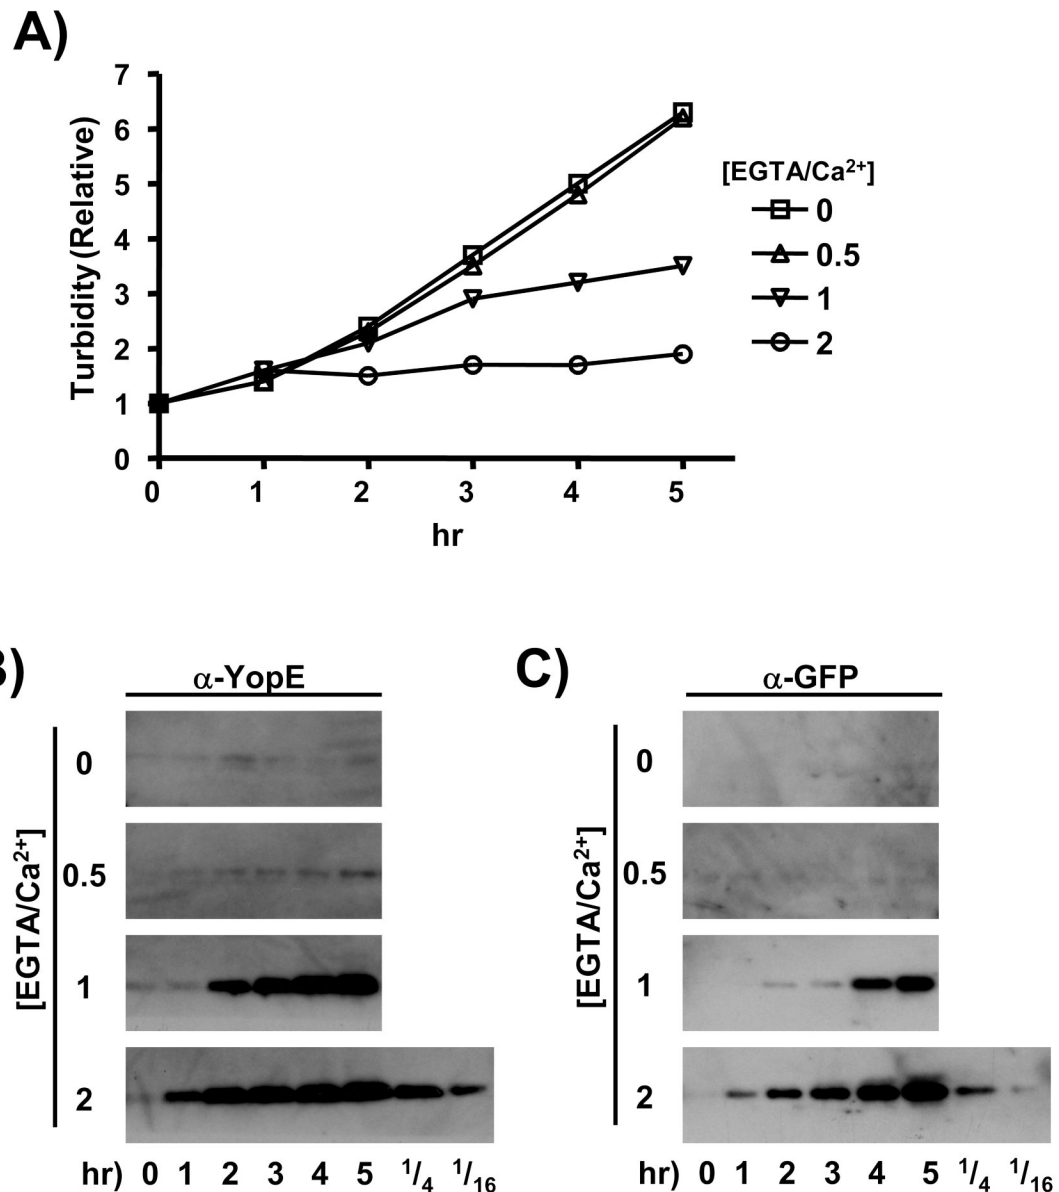 A)
Turbidity (Relative)
7
6
5
4
3
2
1
0
0 1 2 3 4 5
hr
[EGTA/Ca²⁺]
0
0.5
1
2
B)
α-YopE
[EGTA/Ca²⁺]
0
0.5
1
2
hr) 0 1 2 3 4 5 ¹/₄ ¹/₁₆
C)
α-GFP
[EGTA/Ca²⁺]
0
0.5
1
2
hr) 0 1 2 3 4 5 ¹/₄ ¹/₁₆